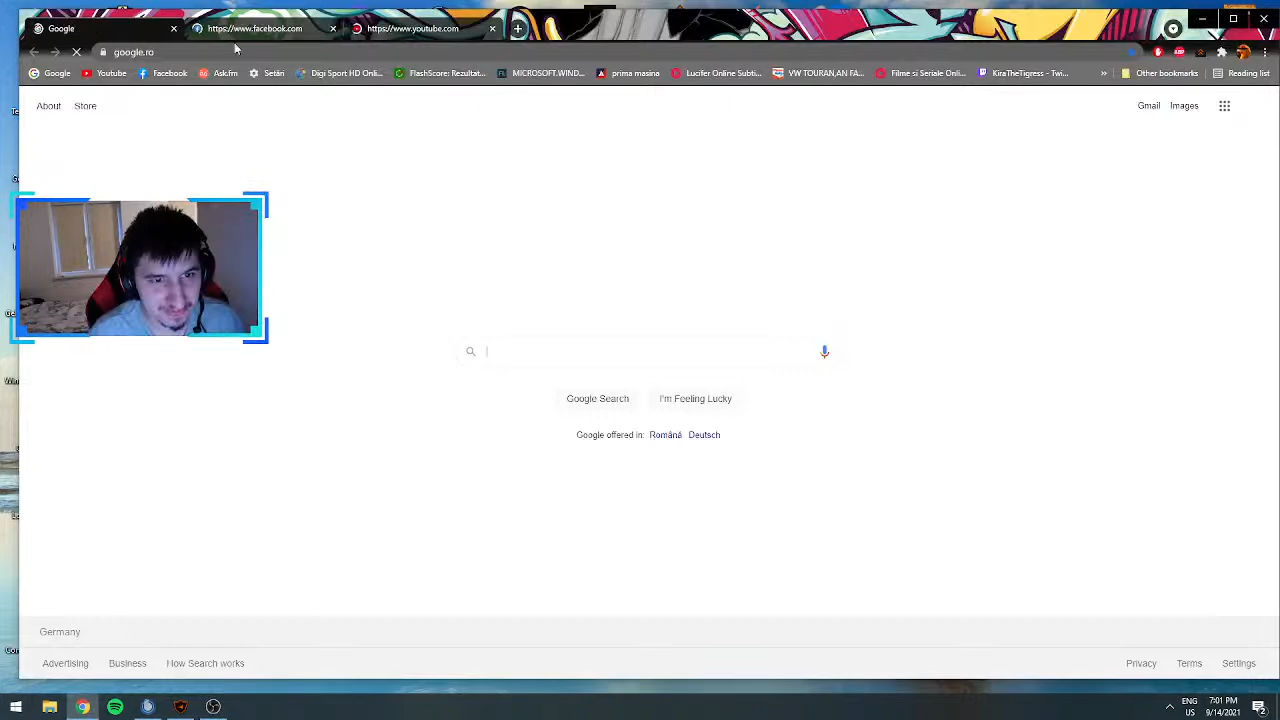 Google
https://www.facebook.com
https://www.youtube.com
google.ro
Google
Youtube
Facebook
Askfm
Setări
Digi Sport HD Onli...
FlashScore: Rezultat...
MICROSOFT.WIND...
prima masina
Lucifer Online Subti...
VW TOURAN,AN FA...
Filme si Seriale Onli...
KiraTheTigress - Twi...
»
Other bookmarks
Reading list
About
Store
Gmail
Images
Google Search
I'm Feeling Lucky
Google offered in: Română Deutsch
Germany
Advertising
Business
How Search works
Privacy
Terms
Settings
ENG
US
7:01 PM
9/14/2021
2